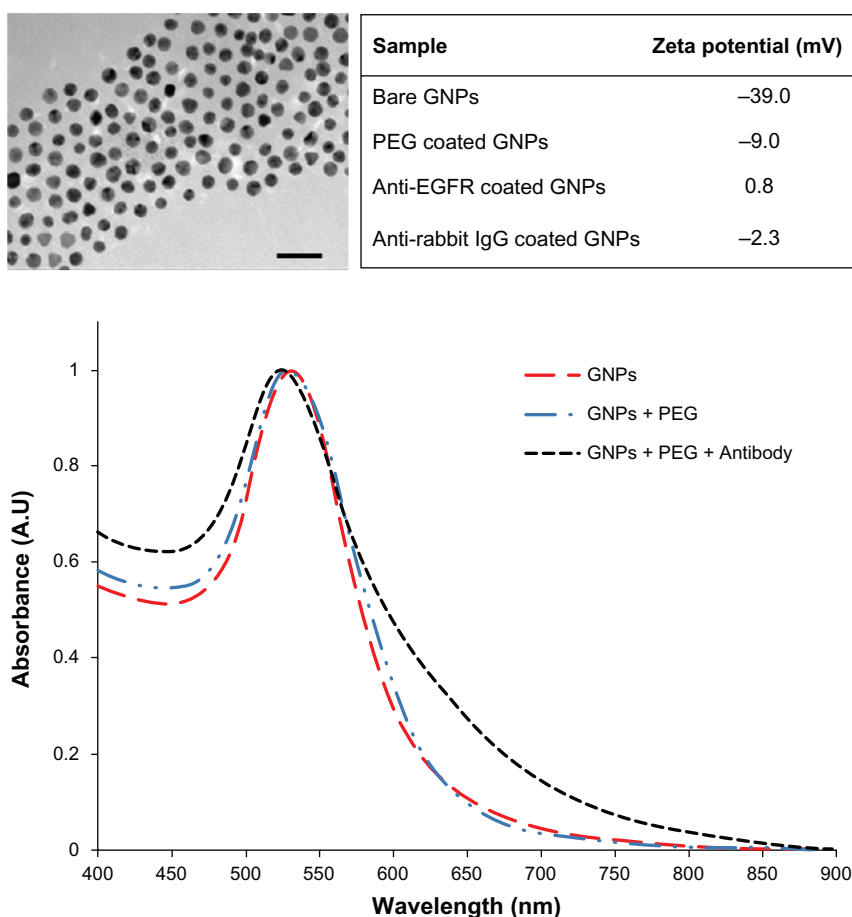 Sample Zeta potential (mV)
Bare GNPs –39.0
PEG coated GNPs –9.0
Anti-EGFR coated GNPs 0.8
Anti-rabbit IgG coated GNPs –2.3
1
0.8
0.6
0.4
0.2
0
Absorbance (A.U)
GNPs
GNPs + PEG
GNPs + PEG + Antibody
400 450 500 550 600 650 700 750 800 850 900
Wavelength (nm)